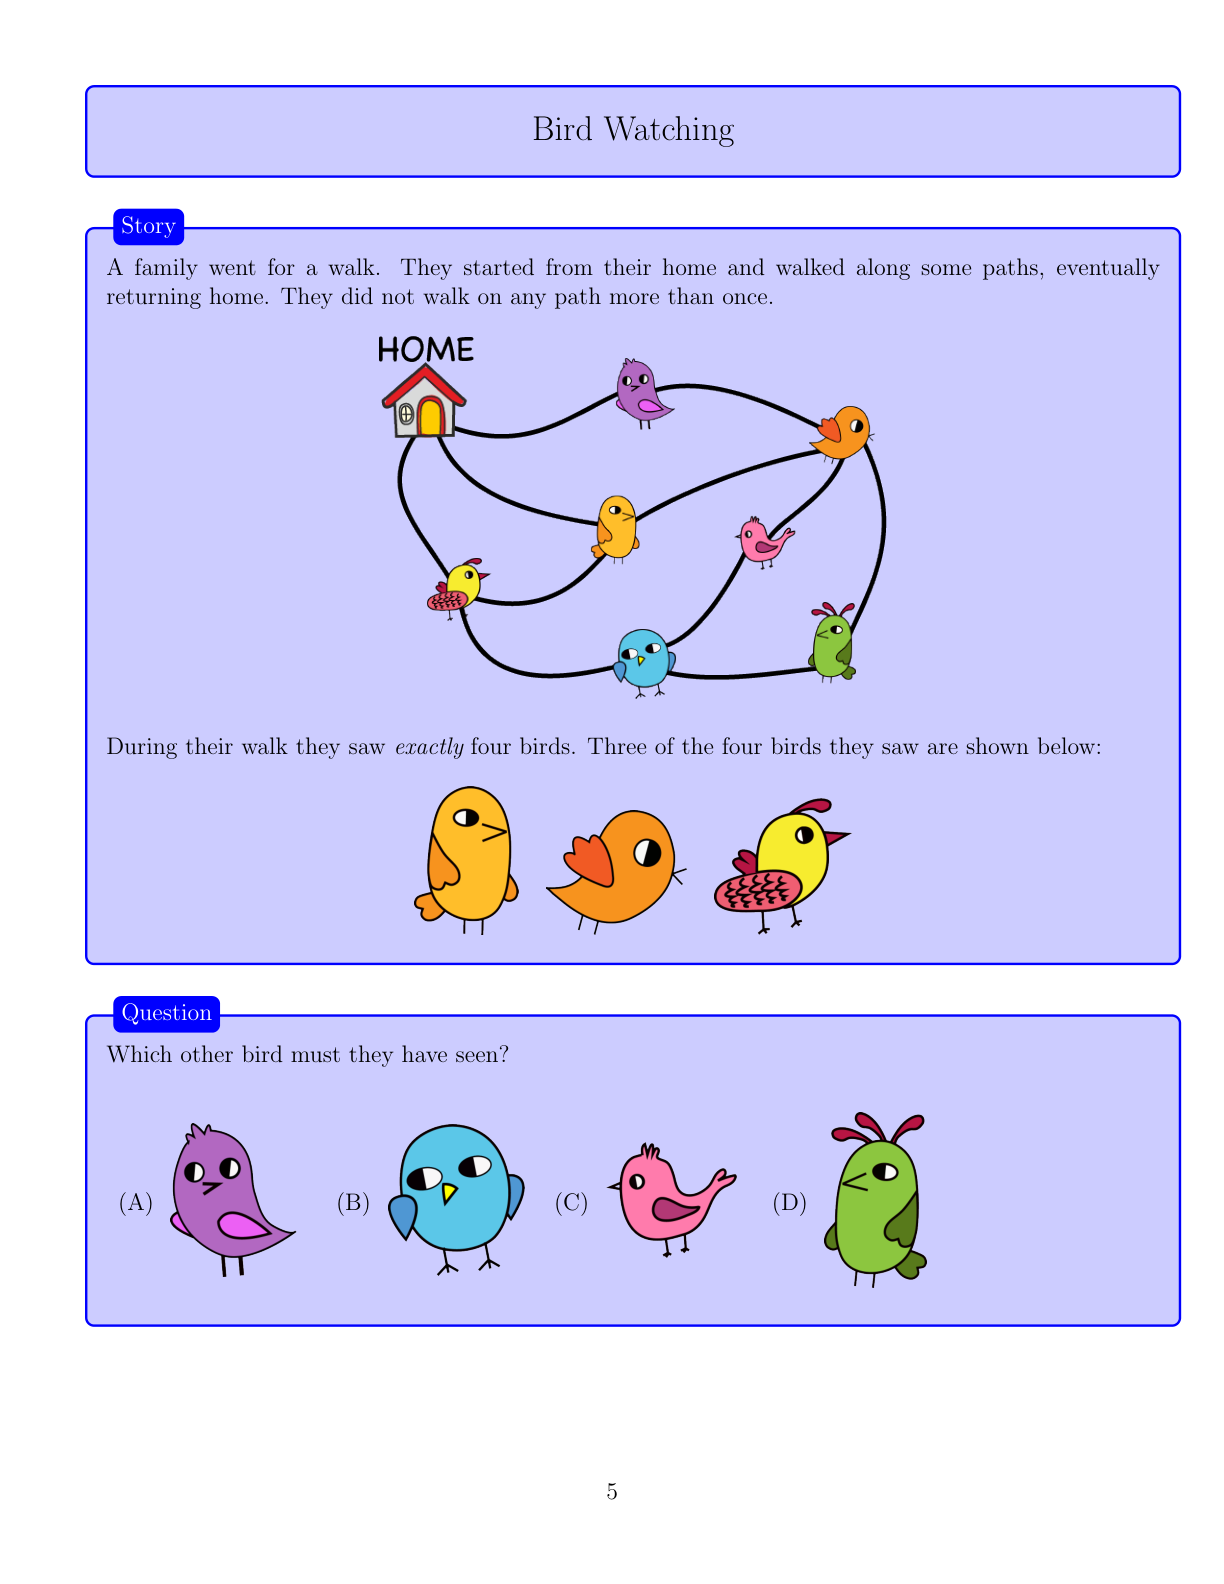 Bird Watching
Story
A family went for a walk. They started from their home and walked along some paths, eventually
returning home. They did not walk on any path more than once.
HOME
During their walk they saw exactly four birds. Three of the four birds they saw are shown below:
Question
Which other bird must they have seen?
(A) (B) (C) (D)
5